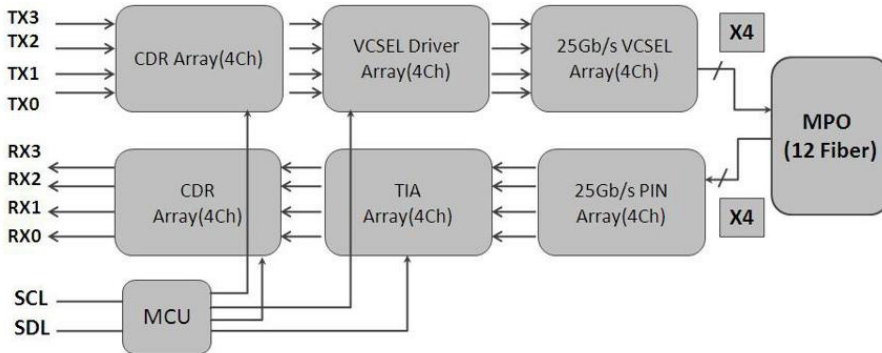 TX3
TX2
TX1
TX0
CDR Array(4Ch)
VCSEL Driver
Array(4Ch)
25Gb/s VCSEL
Array(4Ch)
X4
MPO
(12 Fiber)
RX3
RX2
RX1
RX0
CDR
Array(4Ch)
TIA
Array(4Ch)
25Gb/s PIN
Array(4Ch)
X4
SCL
SDL
MCU